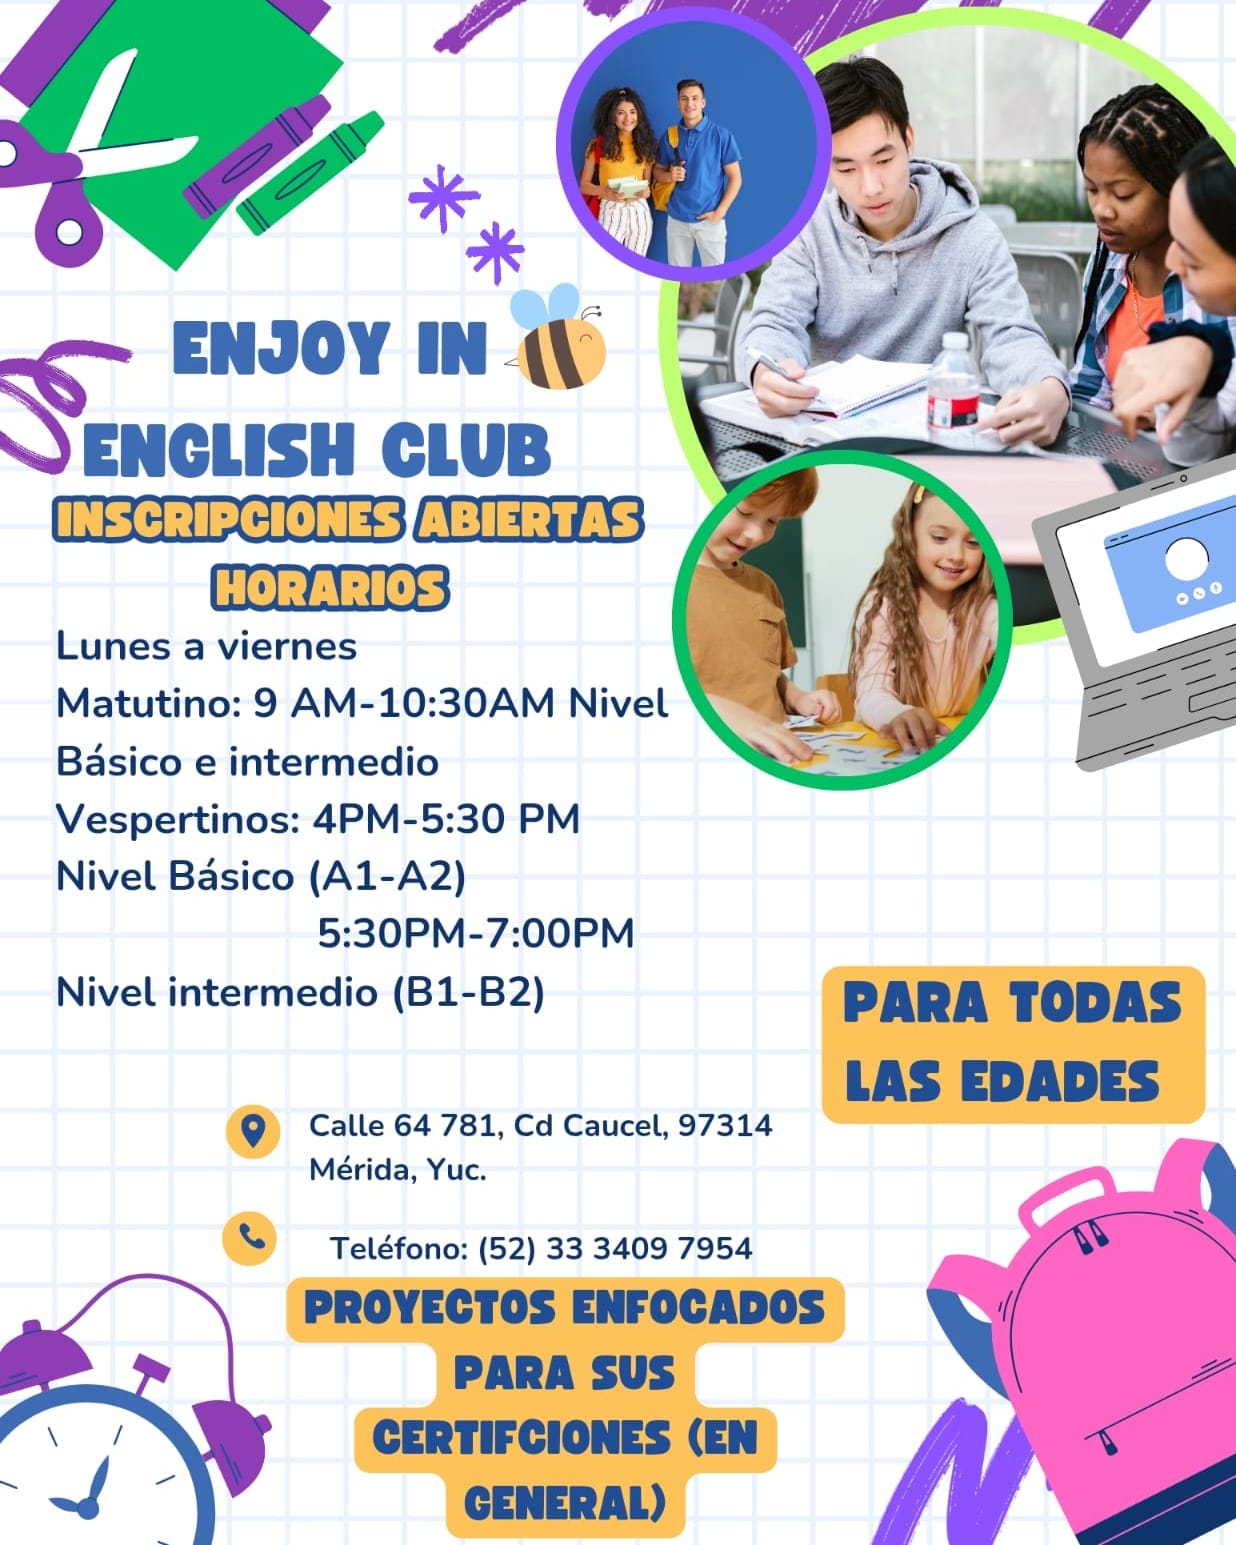 ENJOY IN
ENGLISH CLUB
INSCRIPCIONES ABIERTAS
HORARIOS
Lunes a viernes
Matutino: 9 AM-10:30AM Nivel
Básico e intermedio
Vespertinos: 4PM-5:30 PM
Nivel Básico (A1-A2)
5:30PM-7:00PM
Nivel intermedio (B1-B2)
PARA TODAS
LAS EDADES
Calle 64 781, Cd Caucel, 97314
Mérida, Yuc.
Teléfono: (52) 33 3409 7954
PROYECTOS ENFOCADOS
PARA SUS
CERTIFCIONES (EN
GENERAL)